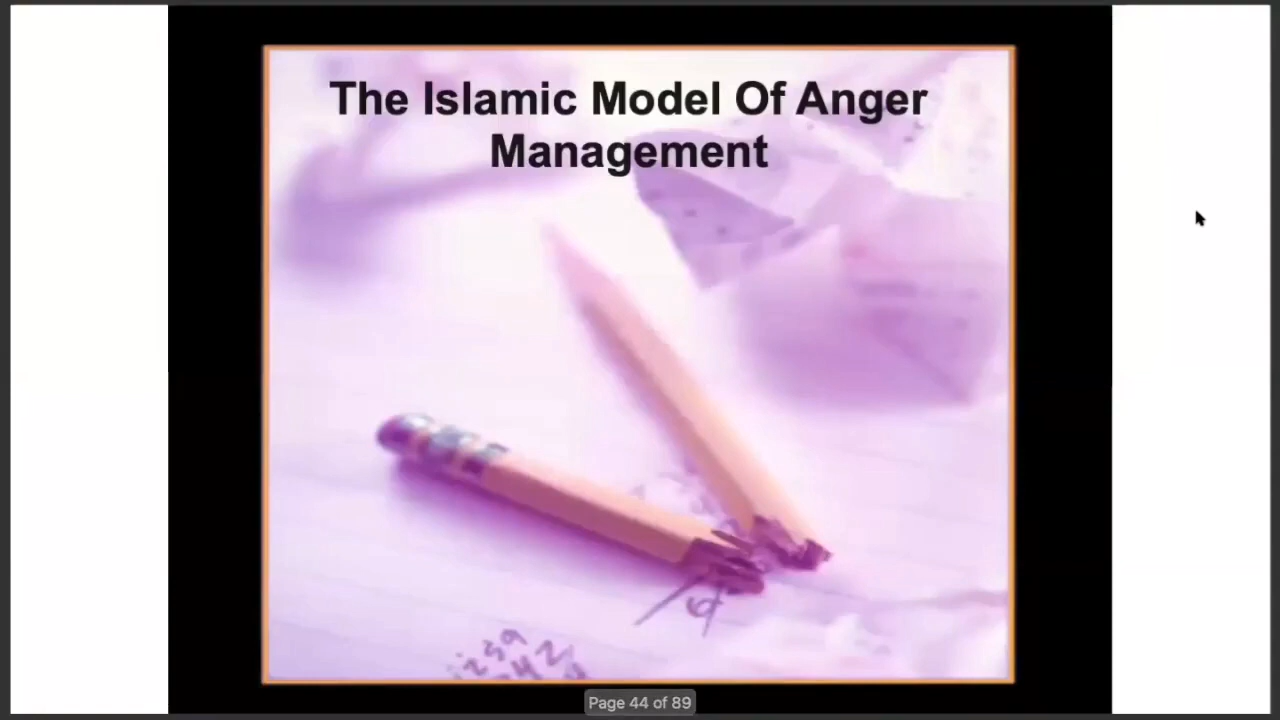 The Islamic Model Of Anger
Management
Page 44 of 89